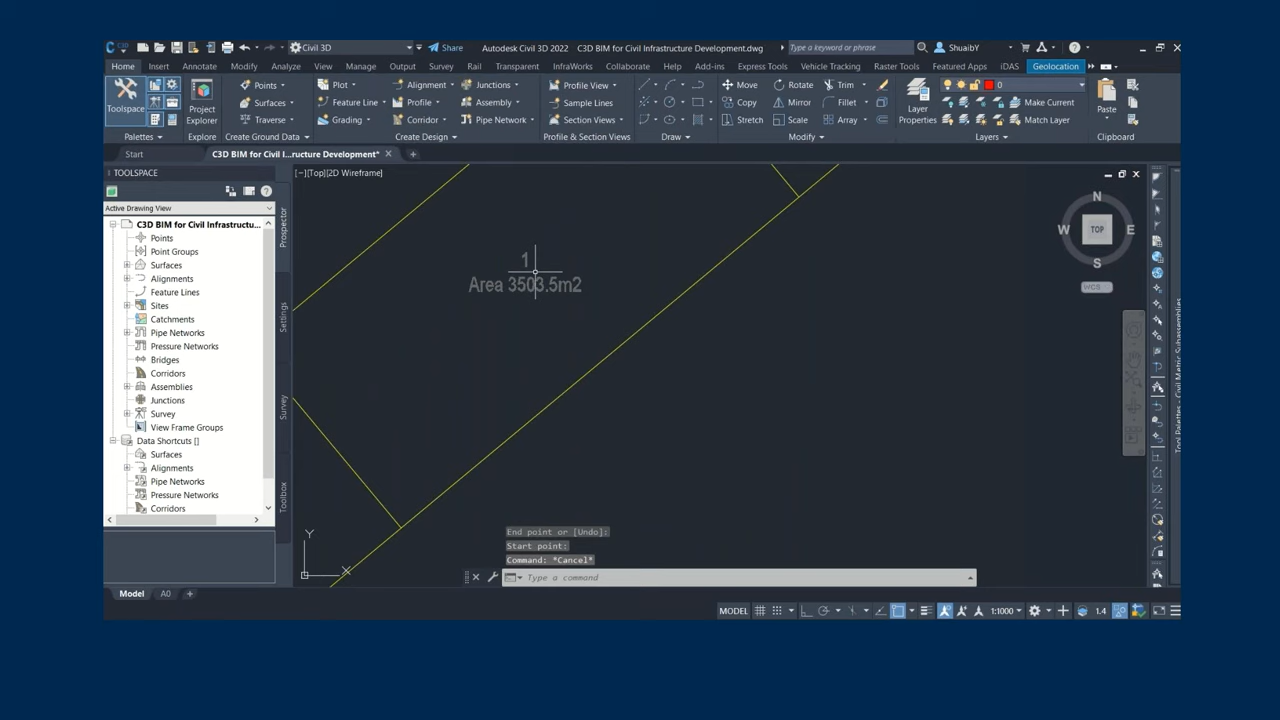 Civil 3D
Share
Autodesk Civil 3D 2022 C3D BIM for Civil Infrastructure Development.dwg
Type a keyword or phrase
ShuaibY
Home Insert Annotate Modify Analyze View Manage Output Survey Rail Transparent InfraWorks Collaborate Help Add-ins Express Tools Vehicle Tracking Raster Tools Featured Apps iDAS Geolocation
Points Plot Alignment Junctions Profile View Move Rotate Trim 0
Surfaces Feature Line Profile Assembly Sample Lines Copy Mirror Fillet Make Current
Toolspace Project Explorer Layer Properties Paste
Traverse Grading Corridor Pipe Network Section Views Stretch Scale Array Match Layer
Palettes Explore Create Ground Data Create Design Profile & Section Views Draw Modify Layers Clipboard
Start C3D BIM for Civil I...ructure Development*
TOOLSPACE
[−][Top][2D Wireframe]
Active Drawing View
C3D BIM for Civil Infrastructu...
Points
Point Groups
Surfaces
Alignments
Feature Lines
Sites
Catchments
Pipe Networks
Pressure Networks
Bridges
Corridors
Assemblies
Junctions
Survey
View Frame Groups
Data Shortcuts []
Surfaces
Alignments
Pipe Networks
Pressure Networks
Corridors
Prospector
Settings
Survey
Toolbox
1
Area 3503.5m2
N
W TOP E
S
WCS
Tool Palettes - Civil Metric Subassemblies
Y
X
End point or [Undo]:
Start point:
Command: *Cancel*
Type a command
Model A0
MODEL 1:1000 1.4